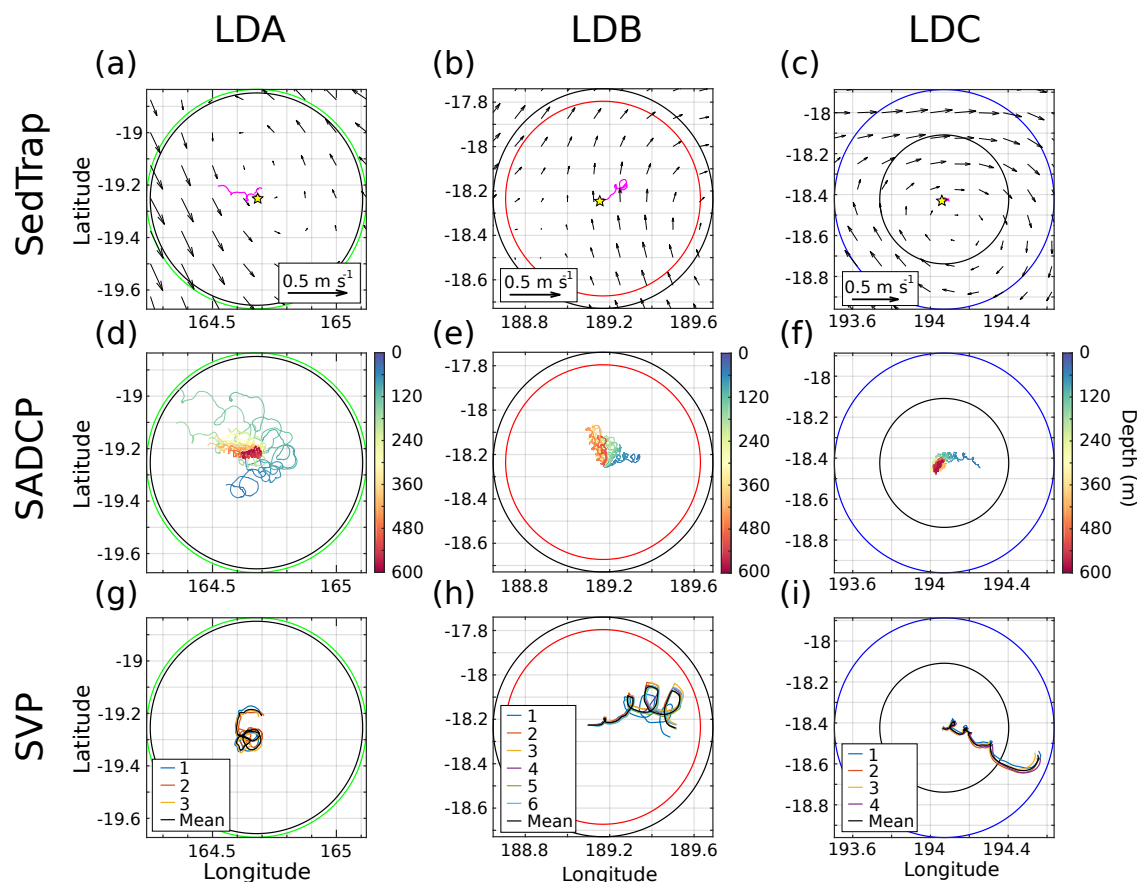 LDA LDB LDC
(a) (b) (c)
SedTrap
Latitude
-19
-19.2
-19.4
-19.6
0.5 m s-1
164.5 165
-17.8
-18
-18.2
-18.4
-18.6
0.5 m s-1
188.8 189.2 189.6
-18
-18.2
-18.4
-18.6
-18.8
0.5 m s-1
193.6 194 194.4
(d) (e) (f)
SADCP
Latitude
-19
-19.2
-19.4
-19.6
164.5 165
0
120
240
360
480
600
-17.8
-18
-18.2
-18.4
-18.6
188.8 189.2 189.6
0
120
240
360
480
600
-18
-18.2
-18.4
-18.6
-18.8
193.6 194 194.4
0
120
240
360
480
600
Depth (m)
(g) (h) (i)
SVP
Latitude
-19
-19.2
-19.4
-19.6
1
2
3
Mean
164.5 165
Longitude
-17.8
-18
-18.2
-18.4
-18.6
1
2
3
4
5
6
Mean
188.8 189.2 189.6
Longitude
-18
-18.2
-18.4
-18.6
-18.8
1
2
3
4
Mean
193.6 194 194.4
Longitude